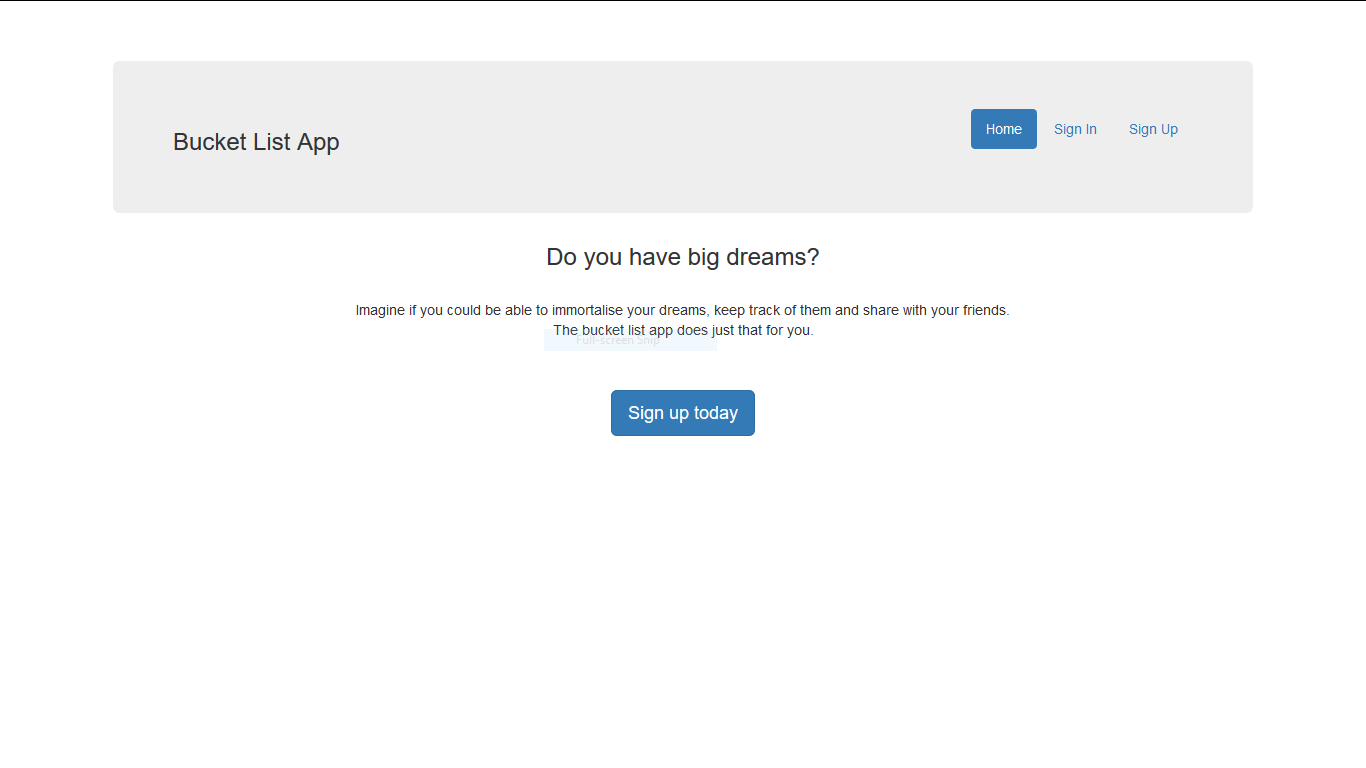 Bucket List App
Home Sign In Sign Up
Do you have big dreams?
Imagine if you could be able to immortalise your dreams, keep track of them and share with your friends.
The bucket list app does just that for you.
Full-screen Snip
Sign up today